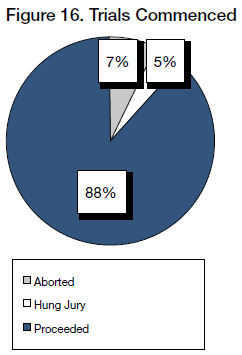 Figure 16. Trials Commenced
7% 5%
88%
Aborted
Hung Jury
Proceeded